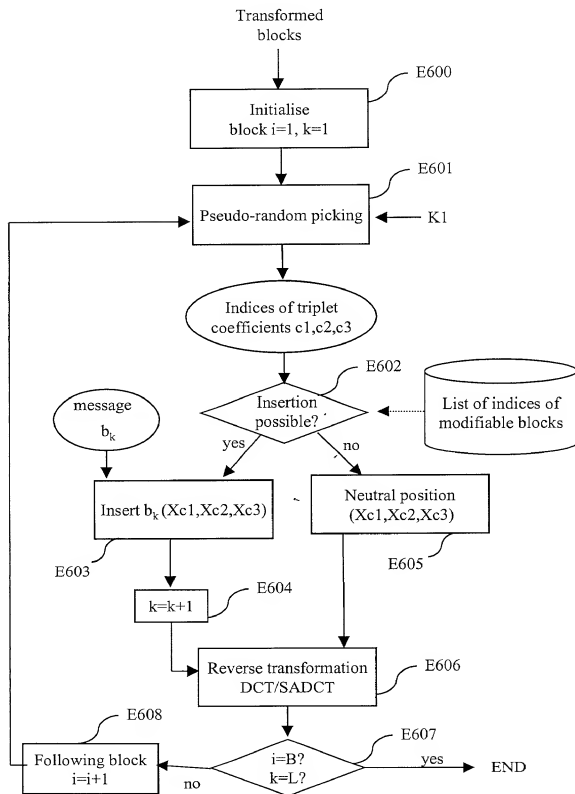 Transformed
blocks
E600
Initialise
block i=1, k=1
E601
Pseudo-random picking
K1
Indices of triplet
coefficients c1,c2,c3
E602
message
b_k
Insertion
possible?
List of indices of
modifiable blocks
yes
no
Insert b_k (Xc1,Xc2,Xc3)
Neutral position
(Xc1,Xc2,Xc3)
E603
E605
E604
k=k+1
Reverse transformation
DCT/SADCT
E606
E608
E607
Following block
i=i+1
no
i=B?
k=L?
yes
END